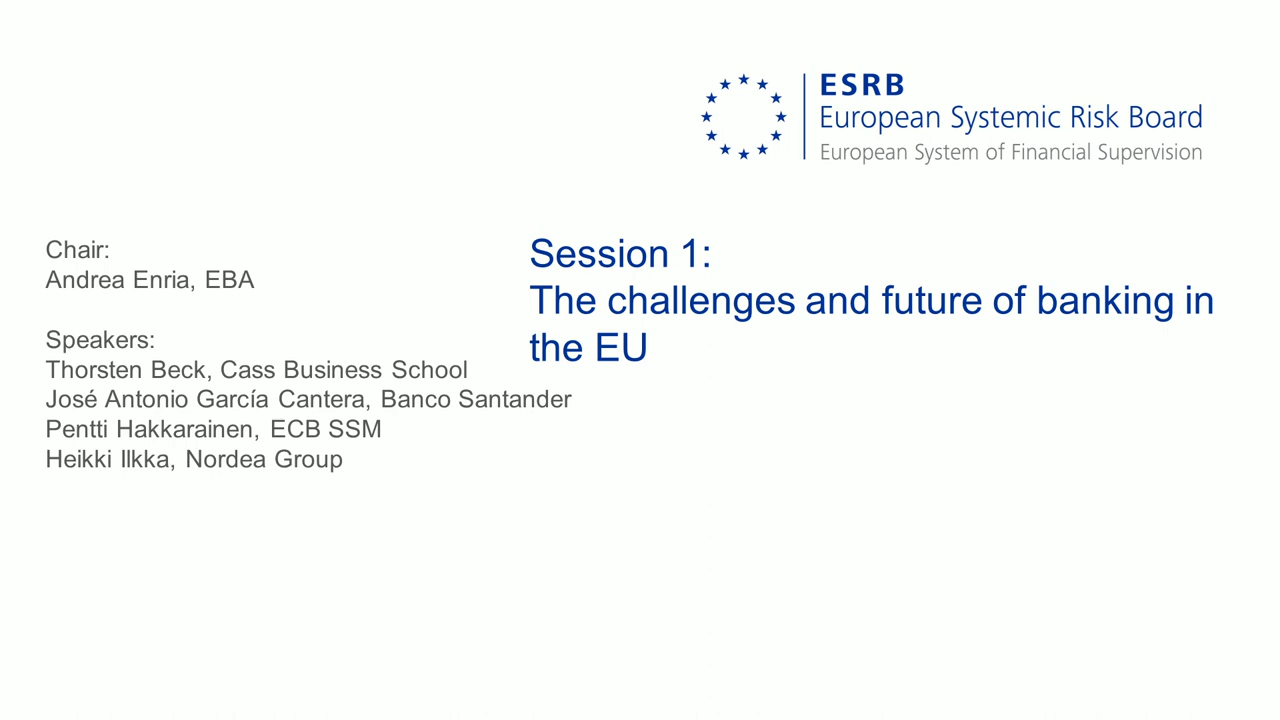 ESRB
European Systemic Risk Board
European System of Financial Supervision
Chair:
Andrea Enria, EBA
Speakers:
Thorsten Beck, Cass Business School
José Antonio García Cantera, Banco Santander
Pentti Hakkarainen, ECB SSM
Heikki Ilkka, Nordea Group
Session 1:
The challenges and future of banking in
the EU